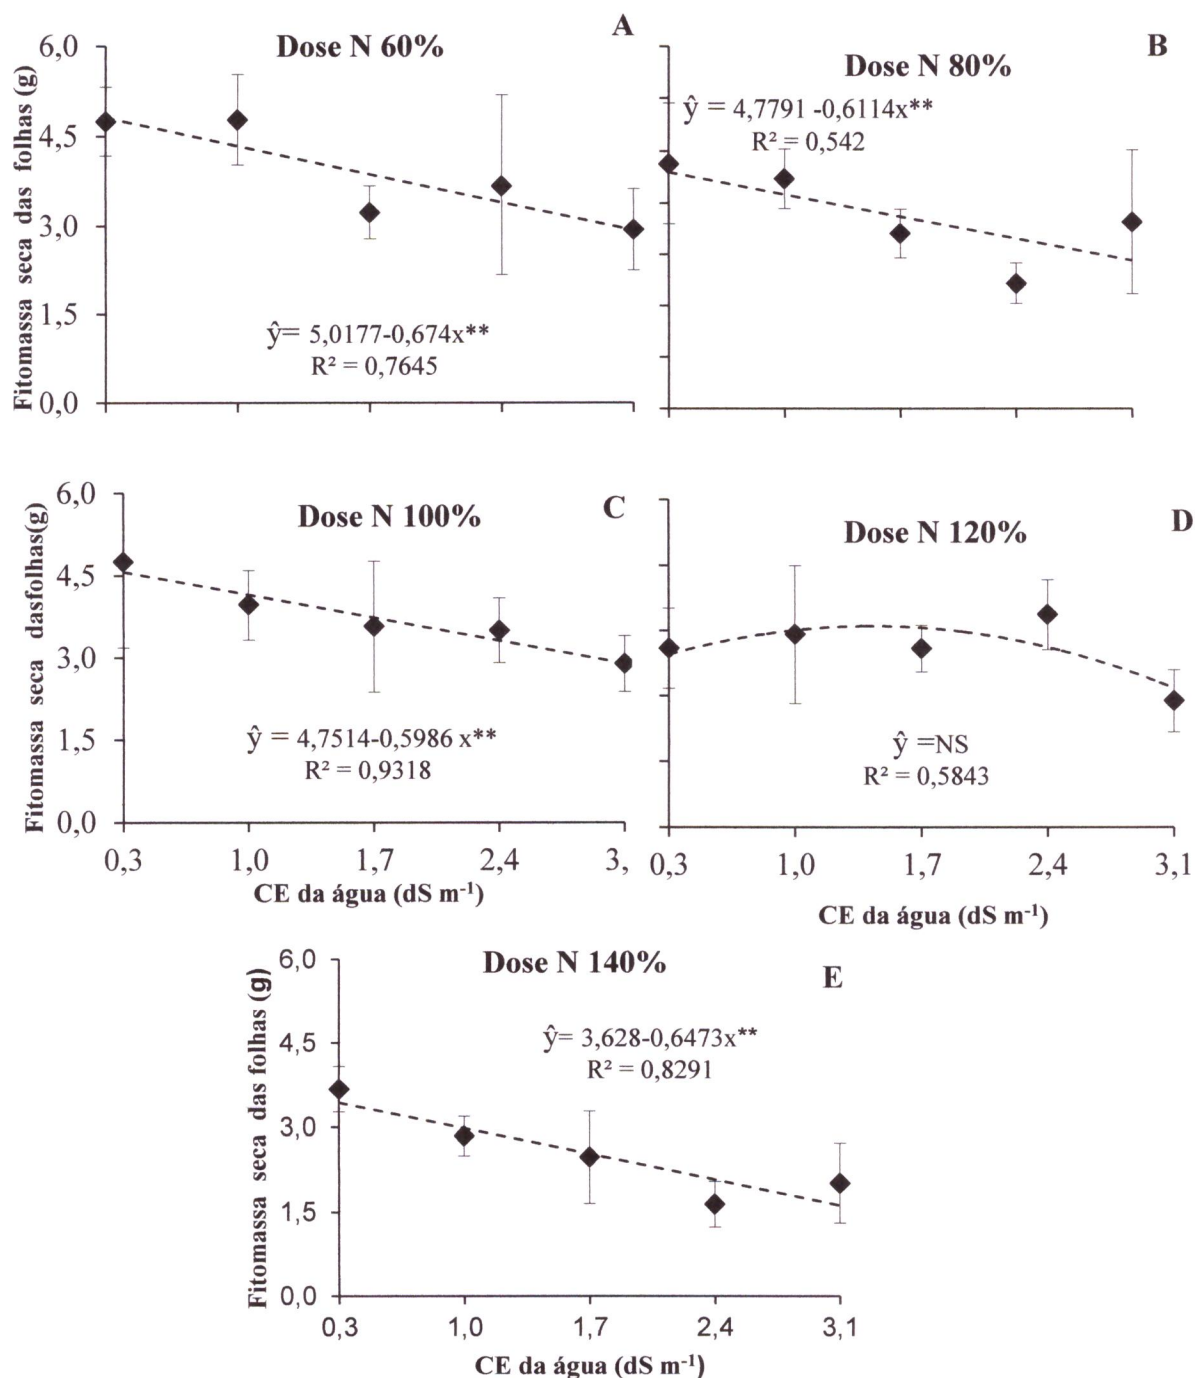 A
Dose N 60%
Fitomassa seca das folhas (g)
6,0
4,5
3,0
1,5
0,0
ŷ= 5,0177-0,674x**
R² = 0,7645
B
Dose N 80%
ŷ = 4,7791 -0,6114x**
R² = 0,542
C
Dose N 100%
Fitomassa seca dasfolhas(g)
6,0
4,5
3,0
1,5
0,0
ŷ = 4,7514-0,5986 x**
R² = 0,9318
0,3 1,0 1,7 2,4 3,
CE da água (dS m⁻¹)
D
Dose N 120%
ŷ =NS
R² = 0,5843
0,3 1,0 1,7 2,4 3,1
CE da água (dS m⁻¹)
E
Dose N 140%
Fitomassa seca das folhas (g)
6,0
4,5
3,0
1,5
0,0
ŷ= 3,628-0,6473x**
R² = 0,8291
0,3 1,0 1,7 2,4 3,1
CE da água (dS m⁻¹)